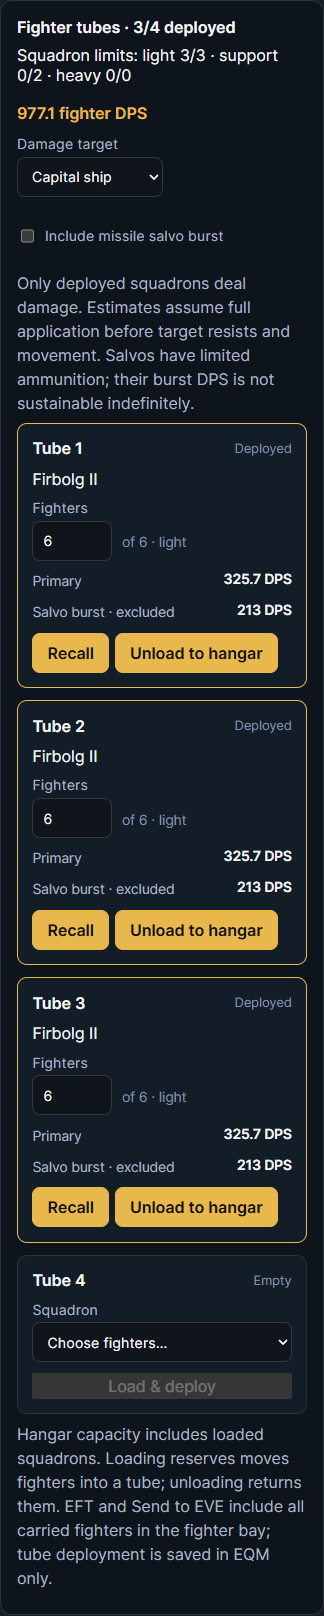 Fighter tubes · 3/4 deployed
Squadron limits: light 3/3 · support
0/2 · heavy 0/0
977.1 fighter DPS
Damage target
Capital ship
Include missile salvo burst
Only deployed squadrons deal
damage. Estimates assume full
application before target resists and
movement. Salvos have limited
ammunition; their burst DPS is not
sustainable indefinitely.
Tube 1 Deployed
Firbolg II
Fighters
6 of 6 · light
Primary 325.7 DPS
Salvo burst · excluded 213 DPS
Recall Unload to hangar
Tube 2 Deployed
Firbolg II
Fighters
6 of 6 · light
Primary 325.7 DPS
Salvo burst · excluded 213 DPS
Recall Unload to hangar
Tube 3 Deployed
Firbolg II
Fighters
6 of 6 · light
Primary 325.7 DPS
Salvo burst · excluded 213 DPS
Recall Unload to hangar
Tube 4 Empty
Squadron
Choose fighters...
Load & deploy
Hangar capacity includes loaded
squadrons. Loading reserves moves
fighters into a tube; unloading returns
them. EFT and Send to EVE include all
carried fighters in the fighter bay;
tube deployment is saved in EQM
only.